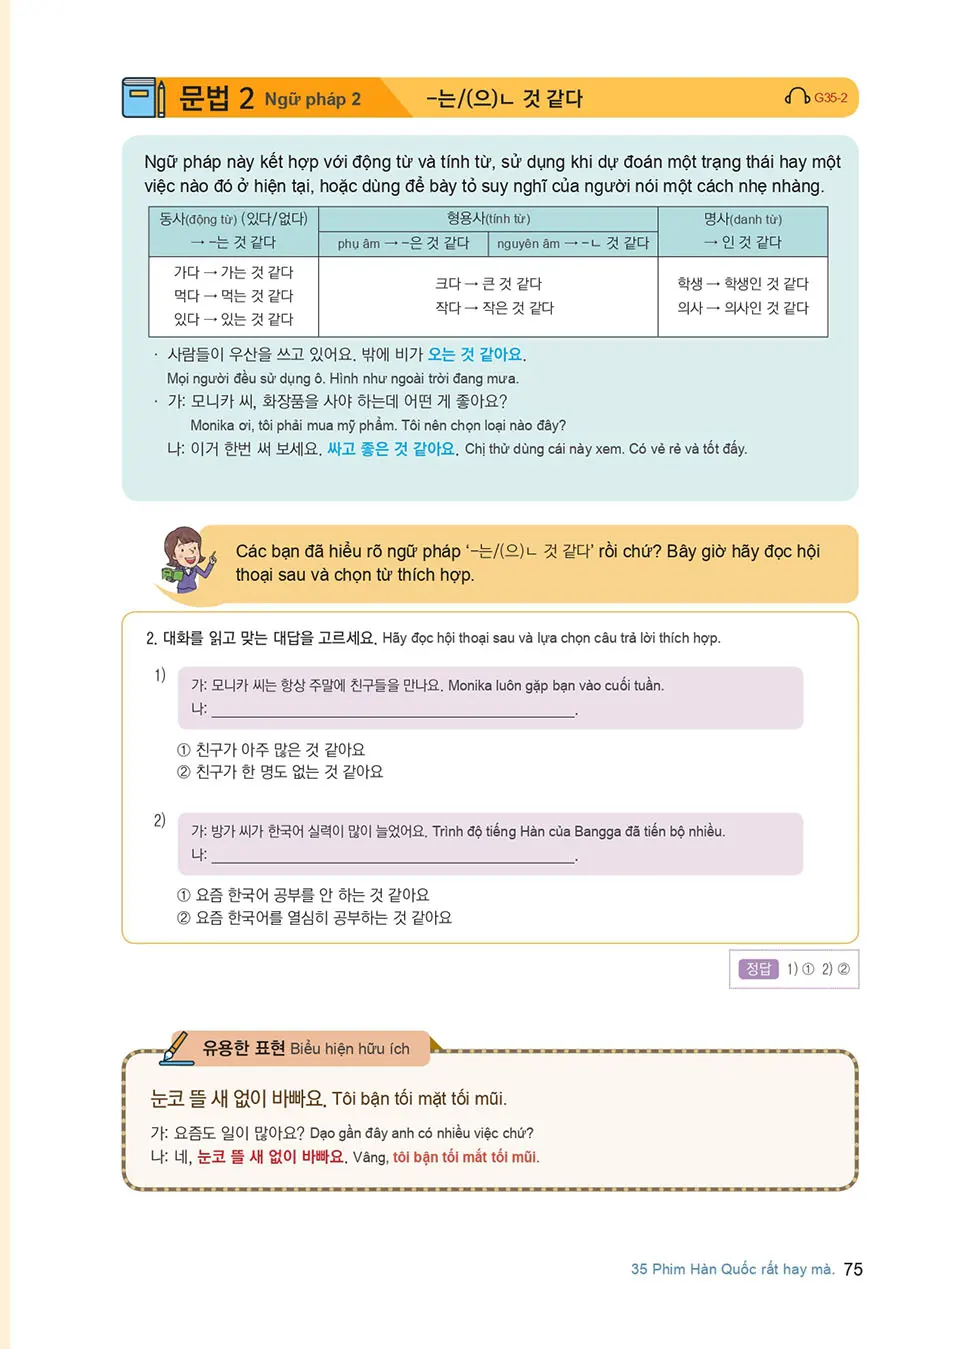 문법 2 Ngữ pháp 2 –는/(으)ㄴ 것 같다 G35-2
Ngữ pháp này kết hợp với động từ và tính từ, sử dụng khi dự đoán một trạng thái hay một
việc nào đó ở hiện tại, hoặc dùng để bày tỏ suy nghĩ của người nói một cách nhẹ nhàng.
동사(động từ) (있다/없다)
→ –는 것 같다
형용사(tính từ)
phụ âm → –은 것 같다
nguyên âm → –ㄴ 것 같다
명사(danh từ)
→ 인 것 같다
가다 → 가는 것 같다
먹다 → 먹는 것 같다
있다 → 있는 것 같다
크다 → 큰 것 같다
작다 → 작은 것 같다
학생 → 학생인 것 같다
의사 → 의사인 것 같다
· 사람들이 우산을 쓰고 있어요. 밖에 비가 오는 것 같아요.
Mọi người đều sử dụng ô. Hình như ngoài trời đang mưa.
· 가: 모니카 씨, 화장품을 사야 하는데 어떤 게 좋아요?
Monika ơi, tôi phải mua mỹ phẩm. Tôi nên chọn loại nào đây?
나: 이거 한번 써 보세요. 싸고 좋은 것 같아요. Chị thử dùng cái này xem. Có vẻ rẻ và tốt đấy.
Các bạn đã hiểu rõ ngữ pháp ‘–는/(으)ㄴ 것 같다’ rồi chứ? Bây giờ hãy đọc hội
thoại sau và chọn từ thích hợp.
2. 대화를 읽고 맞는 대답을 고르세요. Hãy đọc hội thoại sau và lựa chọn câu trả lời thích hợp.
1)
가: 모니카 씨는 항상 주말에 친구들을 만나요. Monika luôn gặp bạn vào cuối tuần.
나: ______________________________.
① 친구가 아주 많은 것 같아요
② 친구가 한 명도 없는 것 같아요
2)
가: 방가 씨가 한국어 실력이 많이 늘었어요. Trình độ tiếng Hàn của Bangga đã tiến bộ nhiều.
나: ______________________________.
① 요즘 한국어 공부를 안 하는 것 같아요
② 요즘 한국어를 열심히 공부하는 것 같아요
정답 1) ① 2) ②
유용한 표현 Biểu hiện hữu ích
눈코 뜰 새 없이 바빠요. Tôi bận tối mặt tối mũi.
가: 요즘도 일이 많아요? Dạo gần đây anh có nhiều việc chứ?
나: 네, 눈코 뜰 새 없이 바빠요. Vâng, tôi bận tối mắt tối mũi.
35 Phim Hàn Quốc rất hay mà. 75